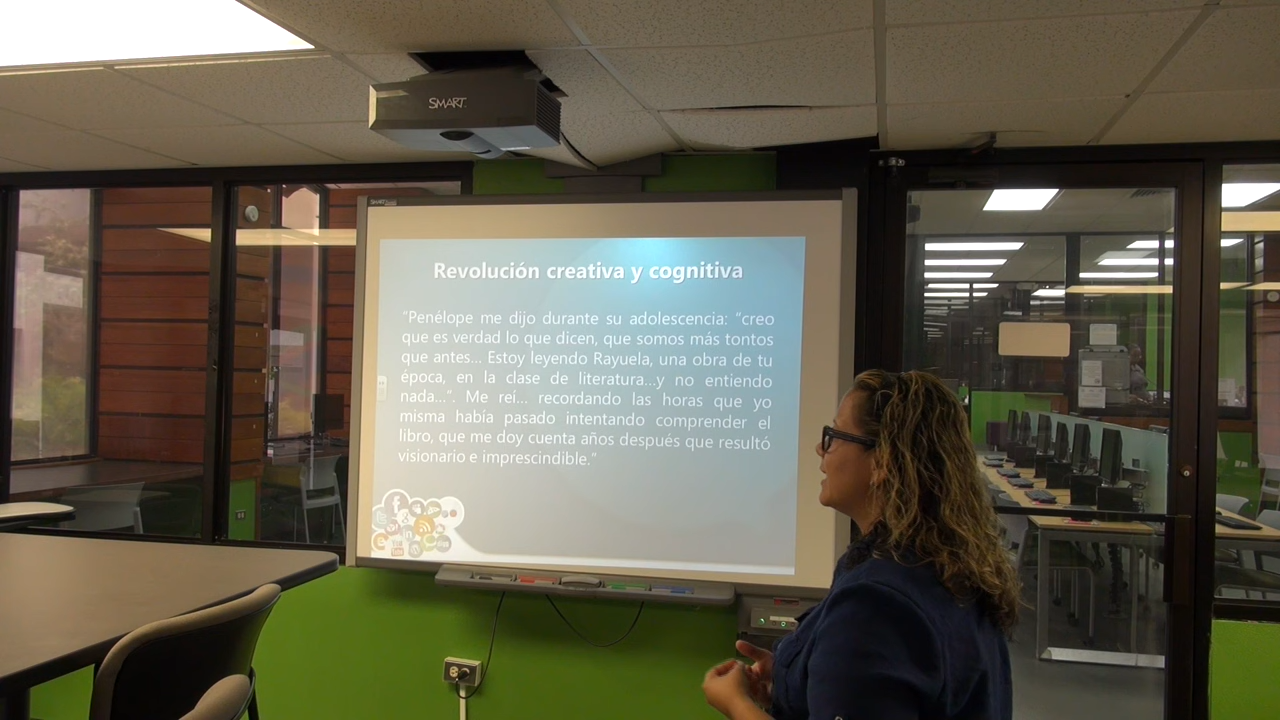 SMART
SMART
Revolución creativa y cognitiva
"Penélope me dijo durante su adolescencia: "creo
que es verdad lo que dicen, que somos más tontos
que antes... Estoy leyendo Rayuela, una obra de tu
época, en la clase de literatura...y no entiendo
nada...". Me rei... recordando las horas que yo
misma había pasado intentando comprender el
libro, que me doy cuenta años después que resultó
visionario e imprescindible."